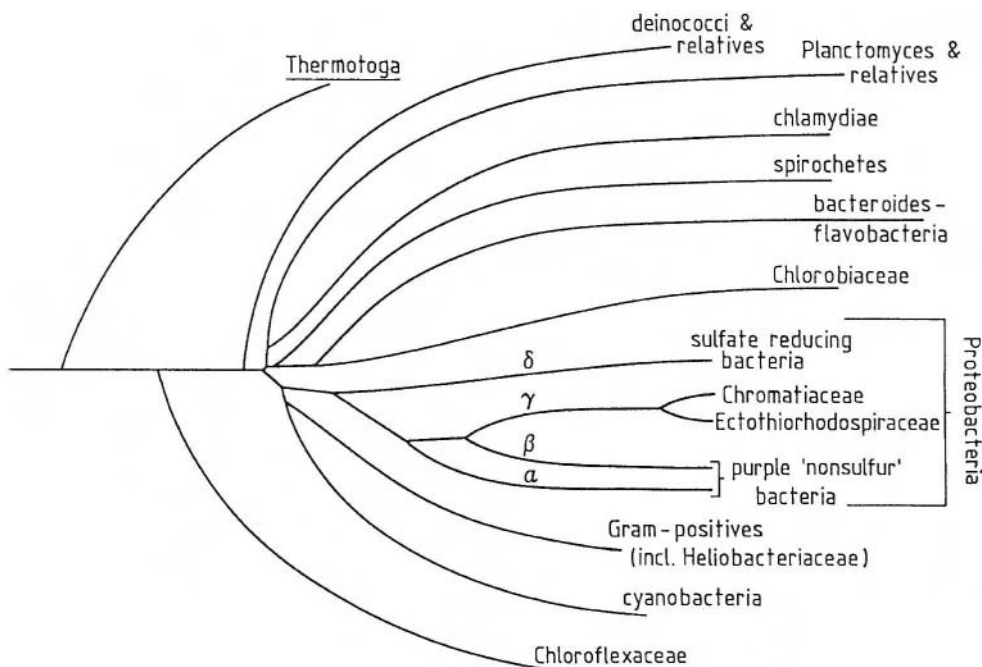 deinococci &
relatives
Thermotoga
Planctomyces &
relatives
chlamydiae
spirochetes
bacteroides –
flavobacteria
Chlorobiaceae
δ
sulfate reducing
bacteria
γ
Chromatiaceae
Ectothiorhodospiraceae
β
α
purple 'nonsulfur'
bacteria
Proteobacteria
Gram – positives
(incl. Heliobacteriaceae)
cyanobacteria
Chloroflexaceae